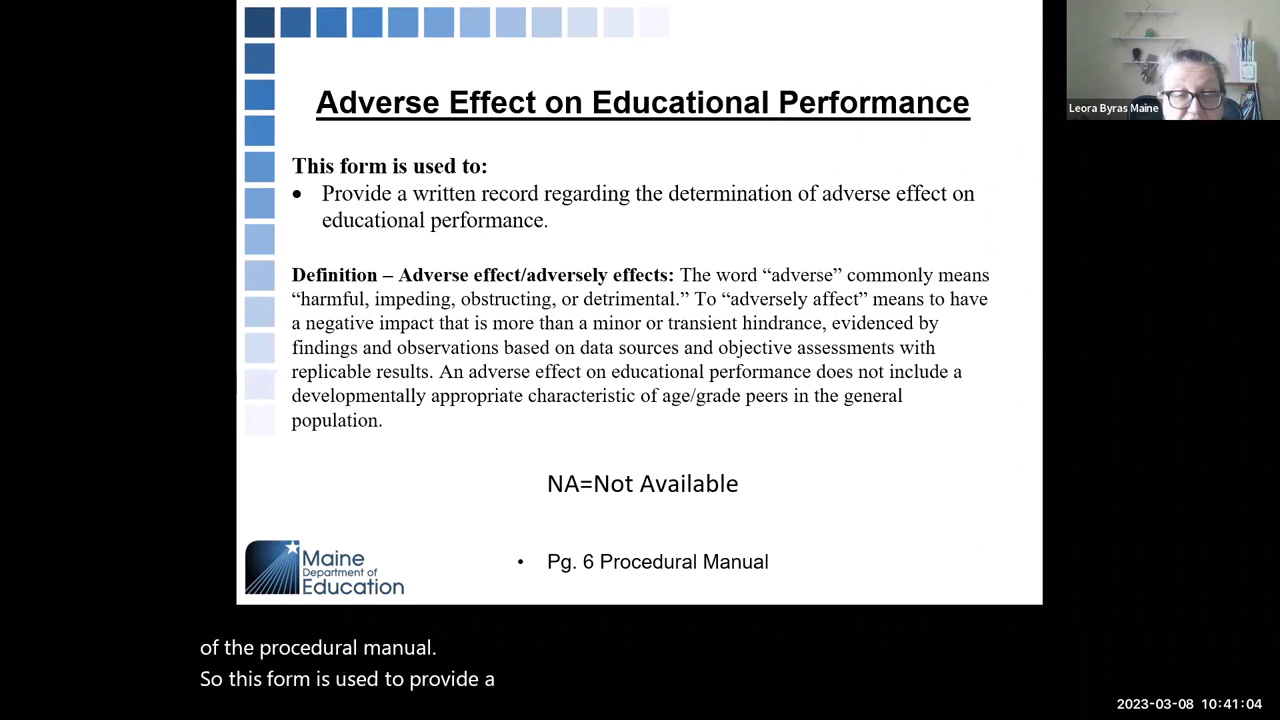 Adverse Effect on Educational Performance
This form is used to:
• Provide a written record regarding the determination of adverse effect on
educational performance.
Definition – Adverse effect/adversely effects: The word “adverse” commonly means
“harmful, impeding, obstructing, or detrimental.” To “adversely affect” means to have
a negative impact that is more than a minor or transient hindrance, evidenced by
findings and observations based on data sources and objective assessments with
replicable results. An adverse effect on educational performance does not include a
developmentally appropriate characteristic of age/grade peers in the general
population.
NA=Not Available
• Pg. 6 Procedural Manual
Maine
Department of
Education
Leora Byras Maine
of the procedural manual.
So this form is used to provide a
2023-03-08 10:41:04